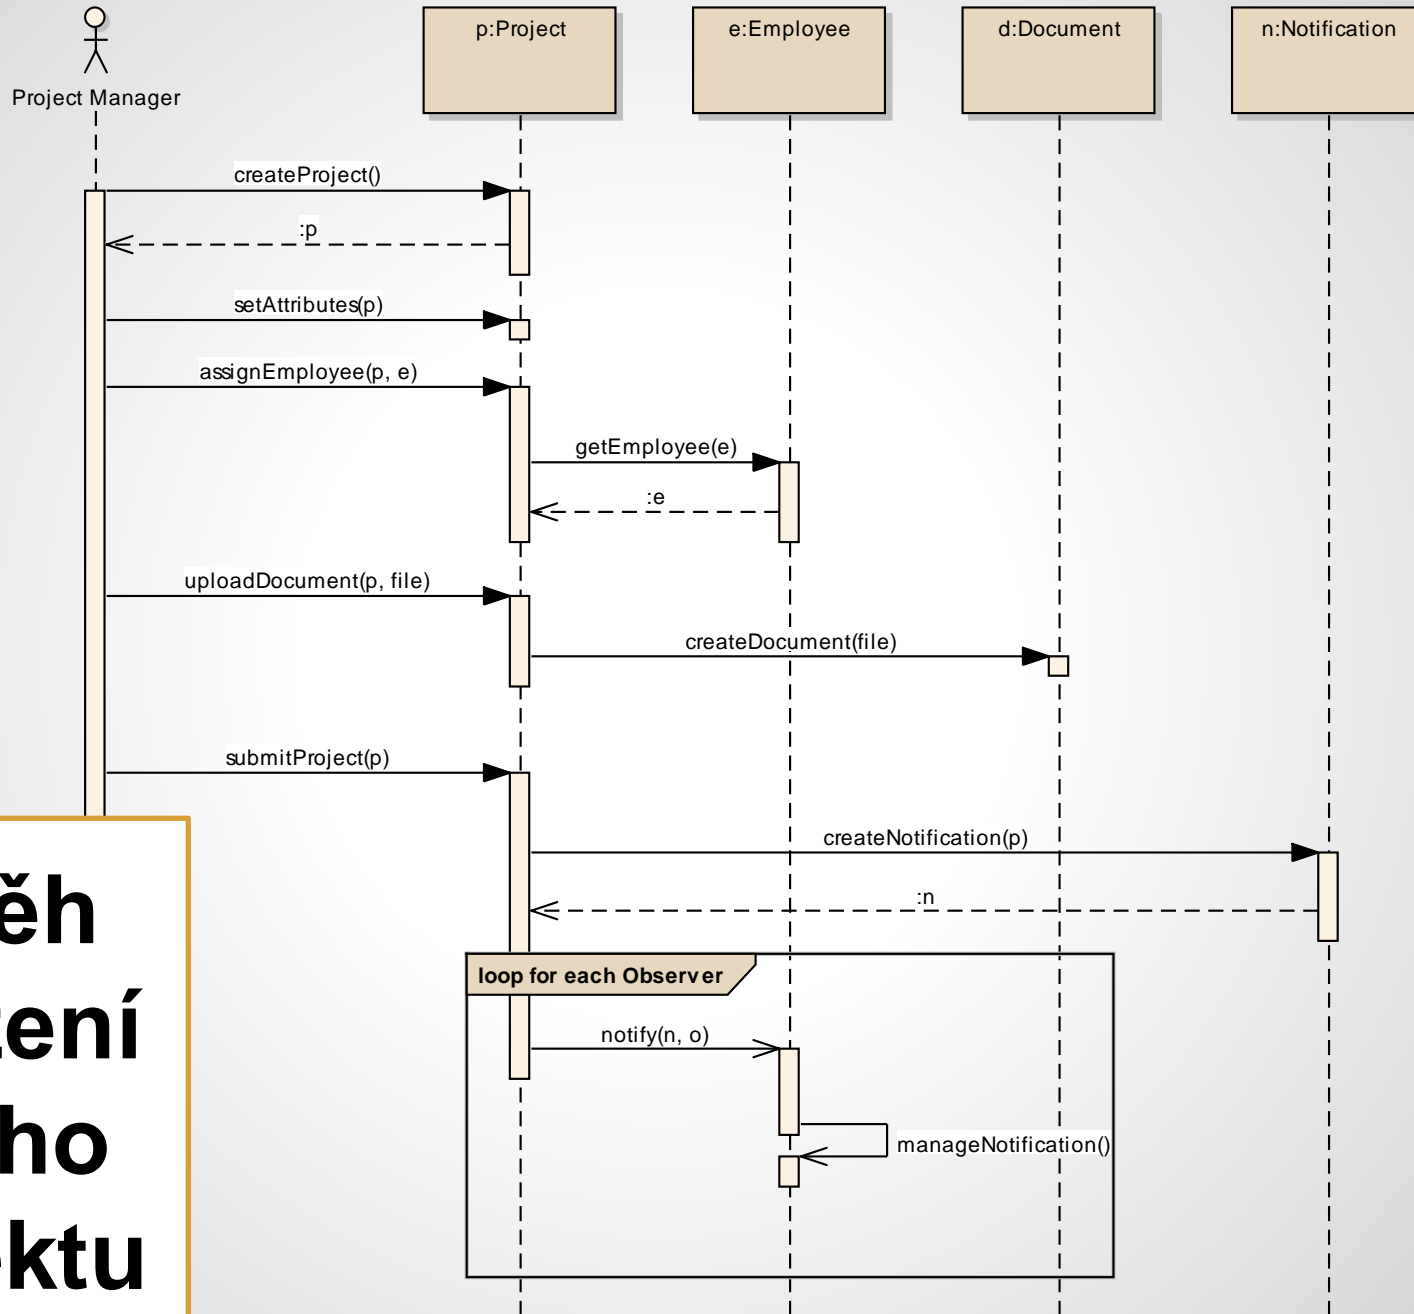 p:Project
e:Employee
d:Document
n:Notification
Project Manager
createProject()
:p
setAttributes(p)
assignEmployee(p, e)
getEmployee(e)
:e
uploadDocument(p, file)
createDocument(file)
submitProject(p)
createNotification(p)
:n
loop for each Observer
notify(n, o)
manageNotification()
ěh
ení
ho
ektu